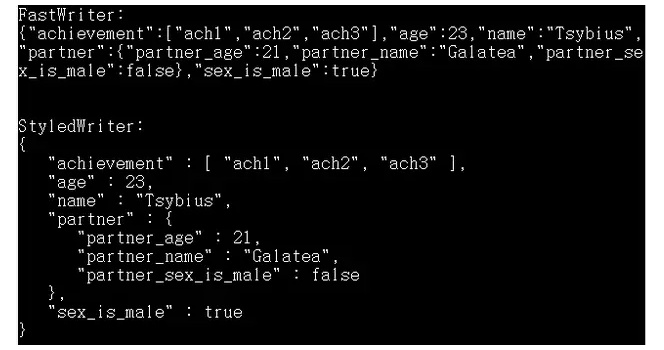 FastWriter:
{"achievement":["ach1","ach2","ach3"],"age":23,"name":"Tsybius",
"partner":{"partner_age":21,"partner_name":"Galatea","partner_se
x_is_male":false},"sex_is_male":true}
StyledWriter:
{
   "achievement" : [ "ach1", "ach2", "ach3" ],
   "age" : 23,
   "name" : "Tsybius",
   "partner" : {
      "partner_age" : 21,
      "partner_name" : "Galatea",
      "partner_sex_is_male" : false
   },
   "sex_is_male" : true
}